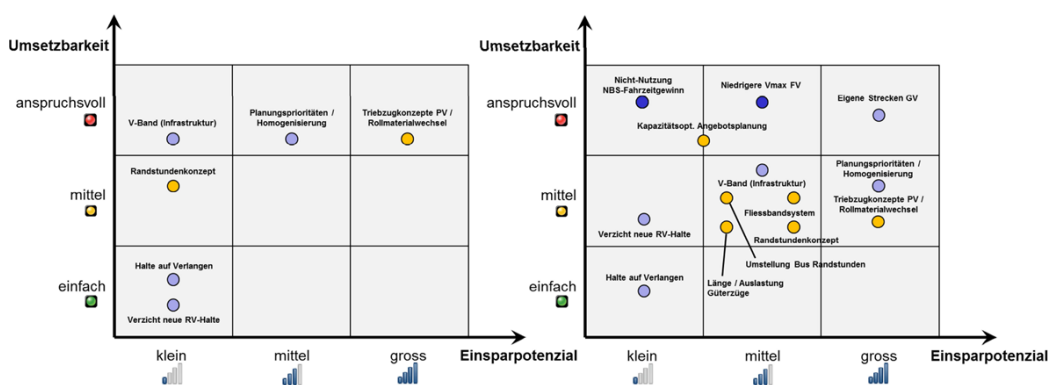 Umsetzbarkeit
anspruchsvoll
V-Band (Infrastruktur)
Planungsprioritäten /
Homogenisierung
Triebzugkonzepte PV /
Rollmaterialwechsel
mittel
Randstundenkonzept
einfach
Halte auf Verlangen
Verzicht neue RV-Halte
klein
mittel
gross
Einsparpotenzial
Umsetzbarkeit
anspruchsvoll
Nicht-Nutzung
NBS-Fahrzeitgewinn
Niedrigere Vmax FV
Eigene Strecken GV
Kapazitätsopt. Angebotsplanung
mittel
V-Band (Infrastruktur)
Planungsprioritäten /
Homogenisierung
Triebzugkonzepte PV /
Rollmaterialwechsel
Fliessbandsystem
Verzicht neue RV-Halte
Randstundenkonzept
Umstellung Bus Randstunden
einfach
Halte auf Verlangen
Länge / Auslastung
Güterzüge
klein
mittel
gross
Einsparpotenzial